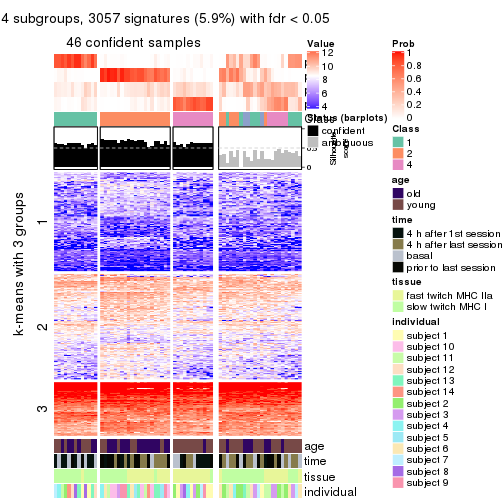 4 subgroups, 3057 signatures (5.9%) with fdr < 0.05
46 confident samples
k-means with 3 groups
1
2
3
Value
12
10
8
6
4
Status (barplots)
confident
ambiguous
Silhouette
score
age
time
tissue
individual
Prob
1
0.8
0.6
0.4
0.2
0
Class
1
2
4
age
old
young
time
4 h after 1st session
4 h after last session
basal
prior to last session
tissue
fast twitch MHC IIa
slow twitch MHC I
individual
subject 1
subject 10
subject 11
subject 12
subject 13
subject 14
subject 2
subject 3
subject 4
subject 5
subject 6
subject 7
subject 8
subject 9